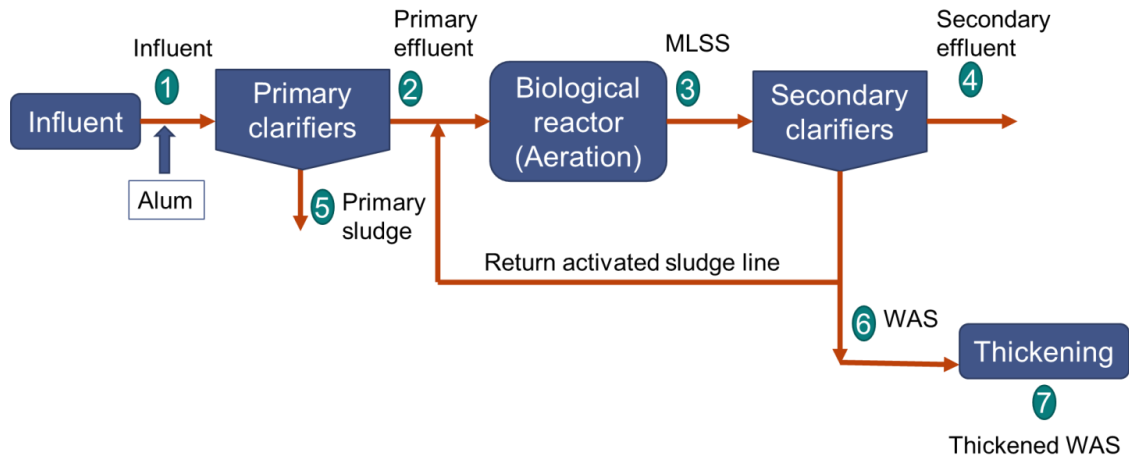 Influent
1
Primary
effluent
2
MLSS
3
Secondary
effluent
4
Influent
Primary
clarifiers
Biological
reactor
(Aeration)
Secondary
clarifiers
Alum
5
Primary
sludge
Return activated sludge line
6
WAS
Thickening
7
Thickened WAS